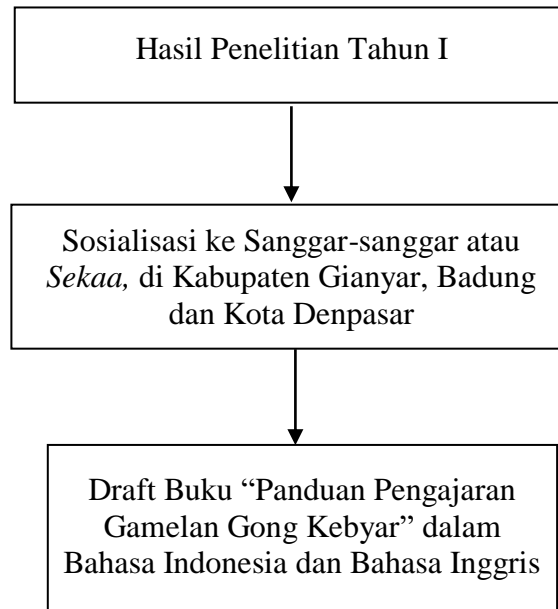 Hasil Penelitian Tahun I
Sosialisasi ke Sanggar-sanggar atau
Sekaa, di Kabupaten Gianyar, Badung
dan Kota Denpasar
Draft Buku “Panduan Pengajaran
Gamelan Gong Kebyar” dalam
Bahasa Indonesia dan Bahasa Inggris